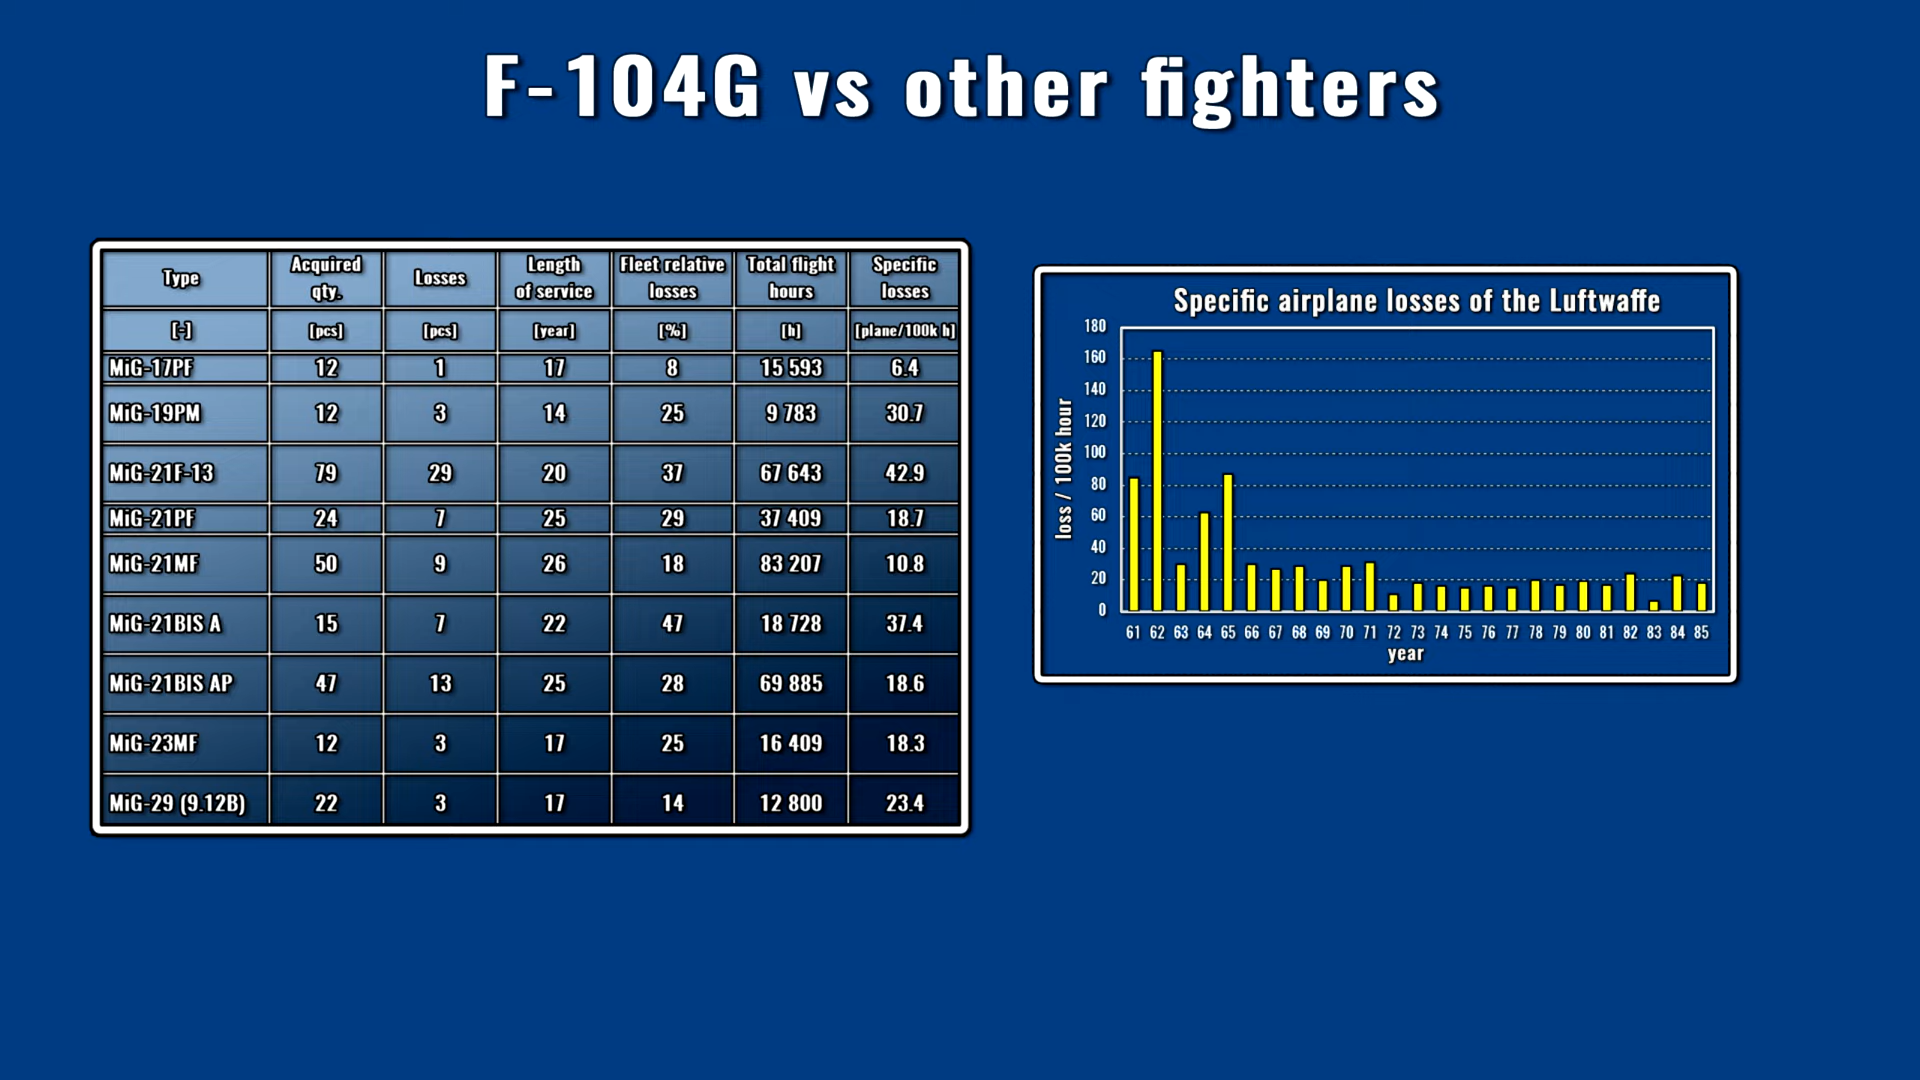 F-104G vs other fighters
Type Acquired qty. Losses Length of service Fleet relative losses Total flight hours Specific losses
[-] [pcs] [pcs] [year] [%] [h] [plane/100k h]
MiG-17PF 12 1 17 8 15 593 6.4
MiG-19PM 12 3 14 25 9 783 30.7
MiG-21F-13 79 29 20 37 67 643 42.9
MiG-21PF 24 7 25 29 37 409 18.7
MiG-21MF 50 9 26 18 83 207 10.8
MiG-21BIS A 15 7 22 47 18 728 37.4
MiG-21BIS AP 47 13 25 28 69 885 18.6
MiG-23MF 12 3 17 25 16 409 18.3
MiG-29 (9.12B) 22 3 17 14 12 800 23.4
Specific airplane losses of the Luftwaffe
loss / 100k hour
180
160
140
120
100
80
60
40
20
0
61 62 63 64 65 66 67 68 69 70 71 72 73 74 75 76 77 78 79 80 81 82 83 84 85
year